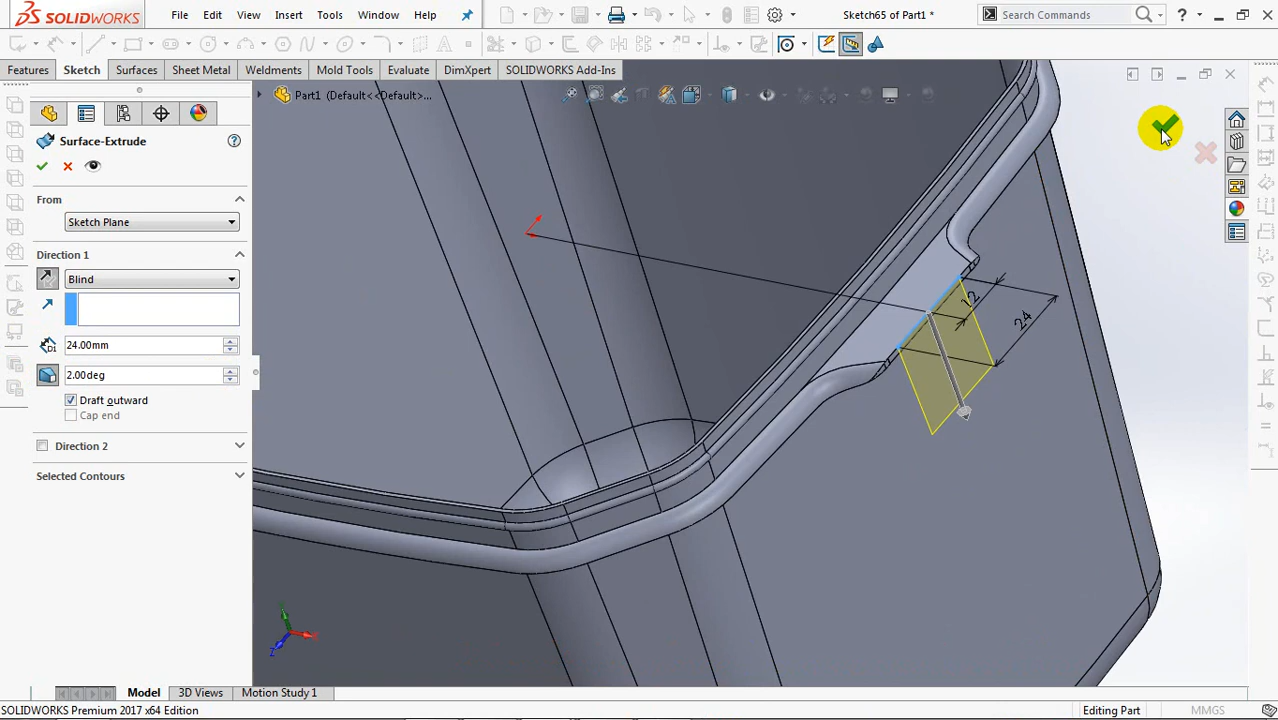 SOLIDWORKS
File
Edit
View
Insert
Tools
Window
Help
Sketch65 of Part1 *
Search Commands
?
Features
Sketch
Surfaces
Sheet Metal
Weldments
Mold Tools
Evaluate
DimXpert
SOLIDWORKS Add-Ins
Part1 (Default<<Default>...
Surface-Extrude
?
From
Sketch Plane
Direction 1
Blind
D1
24.00mm
2.00deg
Draft outward
Cap end
Direction 2
Selected Contours
12
24
X
Z
Model
3D Views
Motion Study 1
SOLIDWORKS Premium 2017 x64 Edition
Editing Part
MMGS